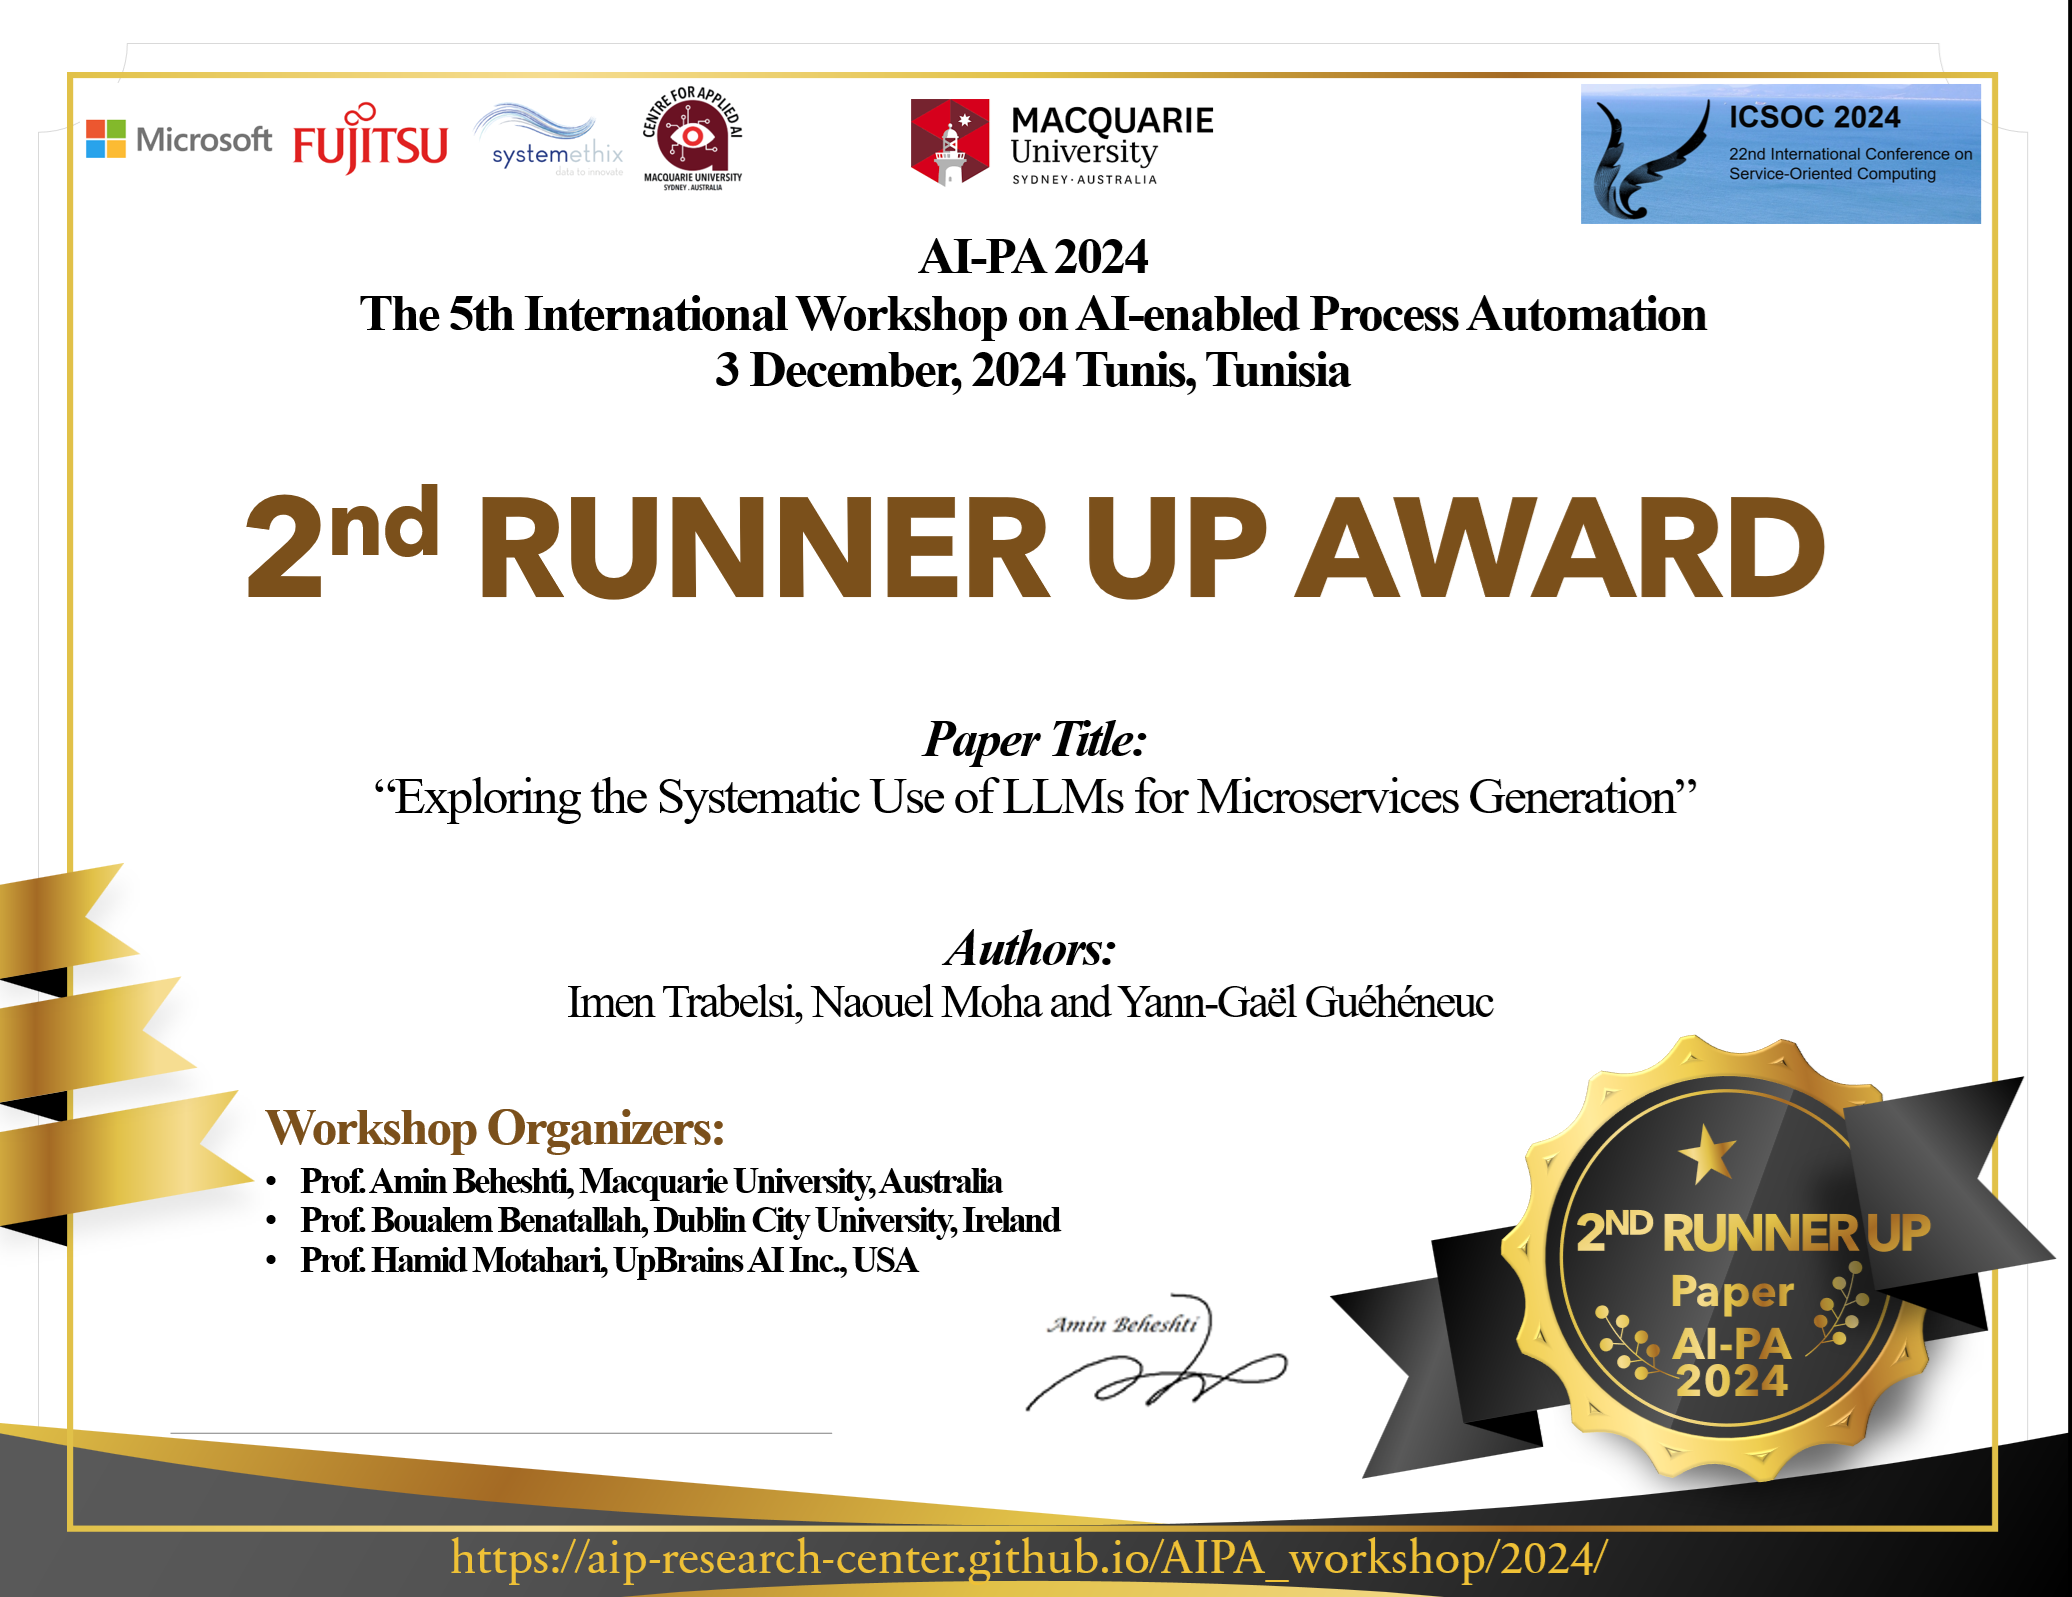 Microsoft
FUJITSU
systemethix
data to innovate
CENTRE FOR APPLIED AI
MACQUARIE UNIVERSITY
SYDNEY . AUSTRALIA
MACQUARIE
University
SYDNEY·AUSTRALIA
ICSOC 2024
22nd International Conference on
Service-Oriented Computing
AI-PA 2024
The 5th International Workshop on AI-enabled Process Automation
3 December, 2024 Tunis, Tunisia
2nd RUNNER UP AWARD
Paper Title:
“Exploring the Systematic Use of LLMs for Microservices Generation”
Authors:
Imen Trabelsi, Naouel Moha and Yann-Gaël Guéhéneuc
Workshop Organizers:
• Prof. Amin Beheshti, Macquarie University, Australia
• Prof. Boualem Benatallah, Dublin City University, Ireland
• Prof. Hamid Motahari, UpBrains AI Inc., USA
Amin Beheshti
2ND RUNNER UP
Paper
AI-PA
2024
https://aip-research-center.github.io/AIPA_workshop/2024/